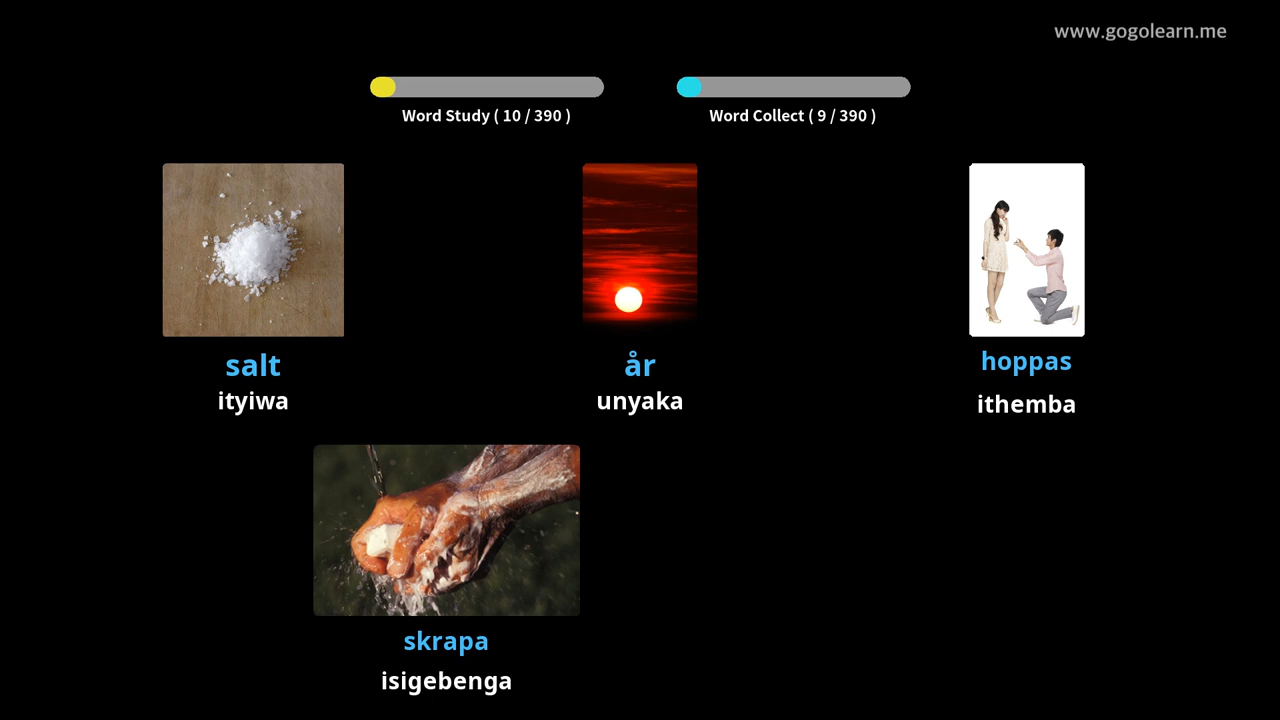 www.gogolearn.me
Word Study ( 10 / 390 )
Word Collect ( 9 / 390 )
salt
ityiwa
år
unyaka
hoppas
ithemba
skrapa
isigebenga